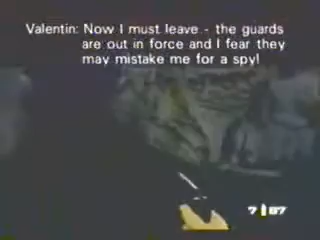 Valentin: Now I must leave - the guards
are out in force and I fear they
may mistake me for a spy!
7 87